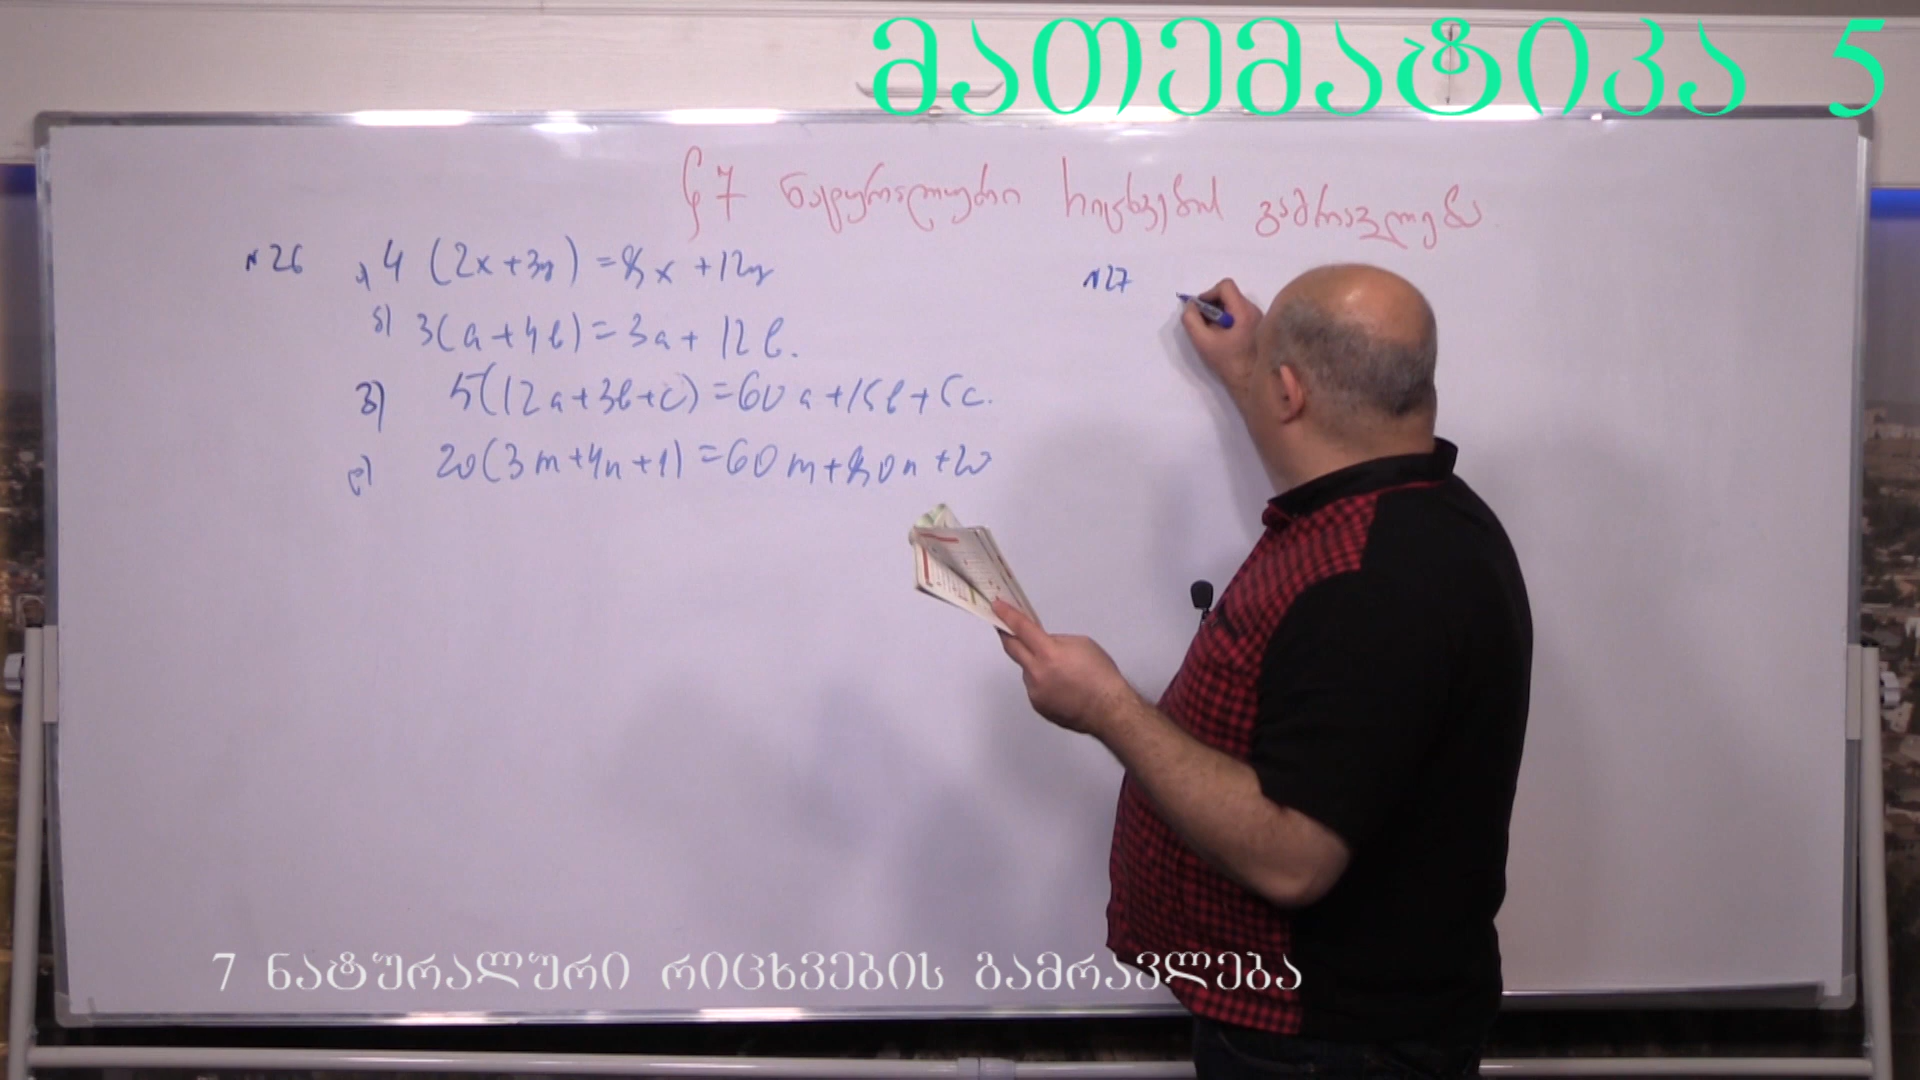 მათემატიკა 5
§7 ნატურალური რიცხვების გამრავლება
№26 ა) 4 (2x+3y) = 8x + 12y
ბ) 3(a+4b) = 3a + 12b.
გ) 5(12a+3b+c) = 60a + 15b + 5c.
დ) 20(3m+4n+1) = 60m + 80n + 20
№27
7 ნატურალური რიცხვების გამრავლება